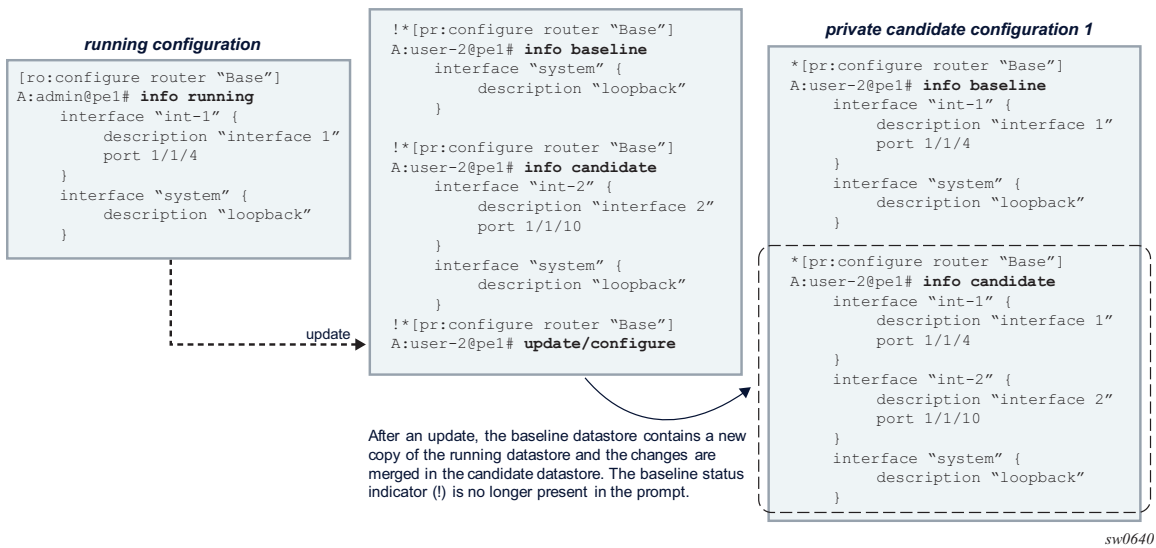 running configuration
[ro:configure router “Base”]
A:admin@pe1# info running
interface “int-1” {
description “interface 1”
port 1/1/4
}
interface “system” {
description “loopback”
}
update
!*[pr:configure router “Base”]
A:user-2@pe1# info baseline
interface “system” {
description “loopback”
}
!*[pr:configure router “Base”]
A:user-2@pe1# info candidate
interface “int-2” {
description “interface 2”
port 1/1/10
}
interface “system” {
description “loopback”
}
!*[pr:configure router “Base”]
A:user-2@pe1# update/configure
After an update, the baseline datastore contains a new
copy of the running datastore and the changes are
merged in the candidate datastore. The baseline status
indicator (!) is no longer present in the prompt.
private candidate configuration 1
*[pr:configure router “Base”]
A:user-2@pe1# info baseline
interface “int-1” {
description “interface 1”
port 1/1/4
}
interface “system” {
description “loopback”
}
*[pr:configure router “Base”]
A:user-2@pe1# info candidate
interface “int-1” {
description “interface 1”
port 1/1/4
}
interface “int-2” {
description “interface 2”
port 1/1/10
}
interface “system” {
description “loopback”
}
sw0640